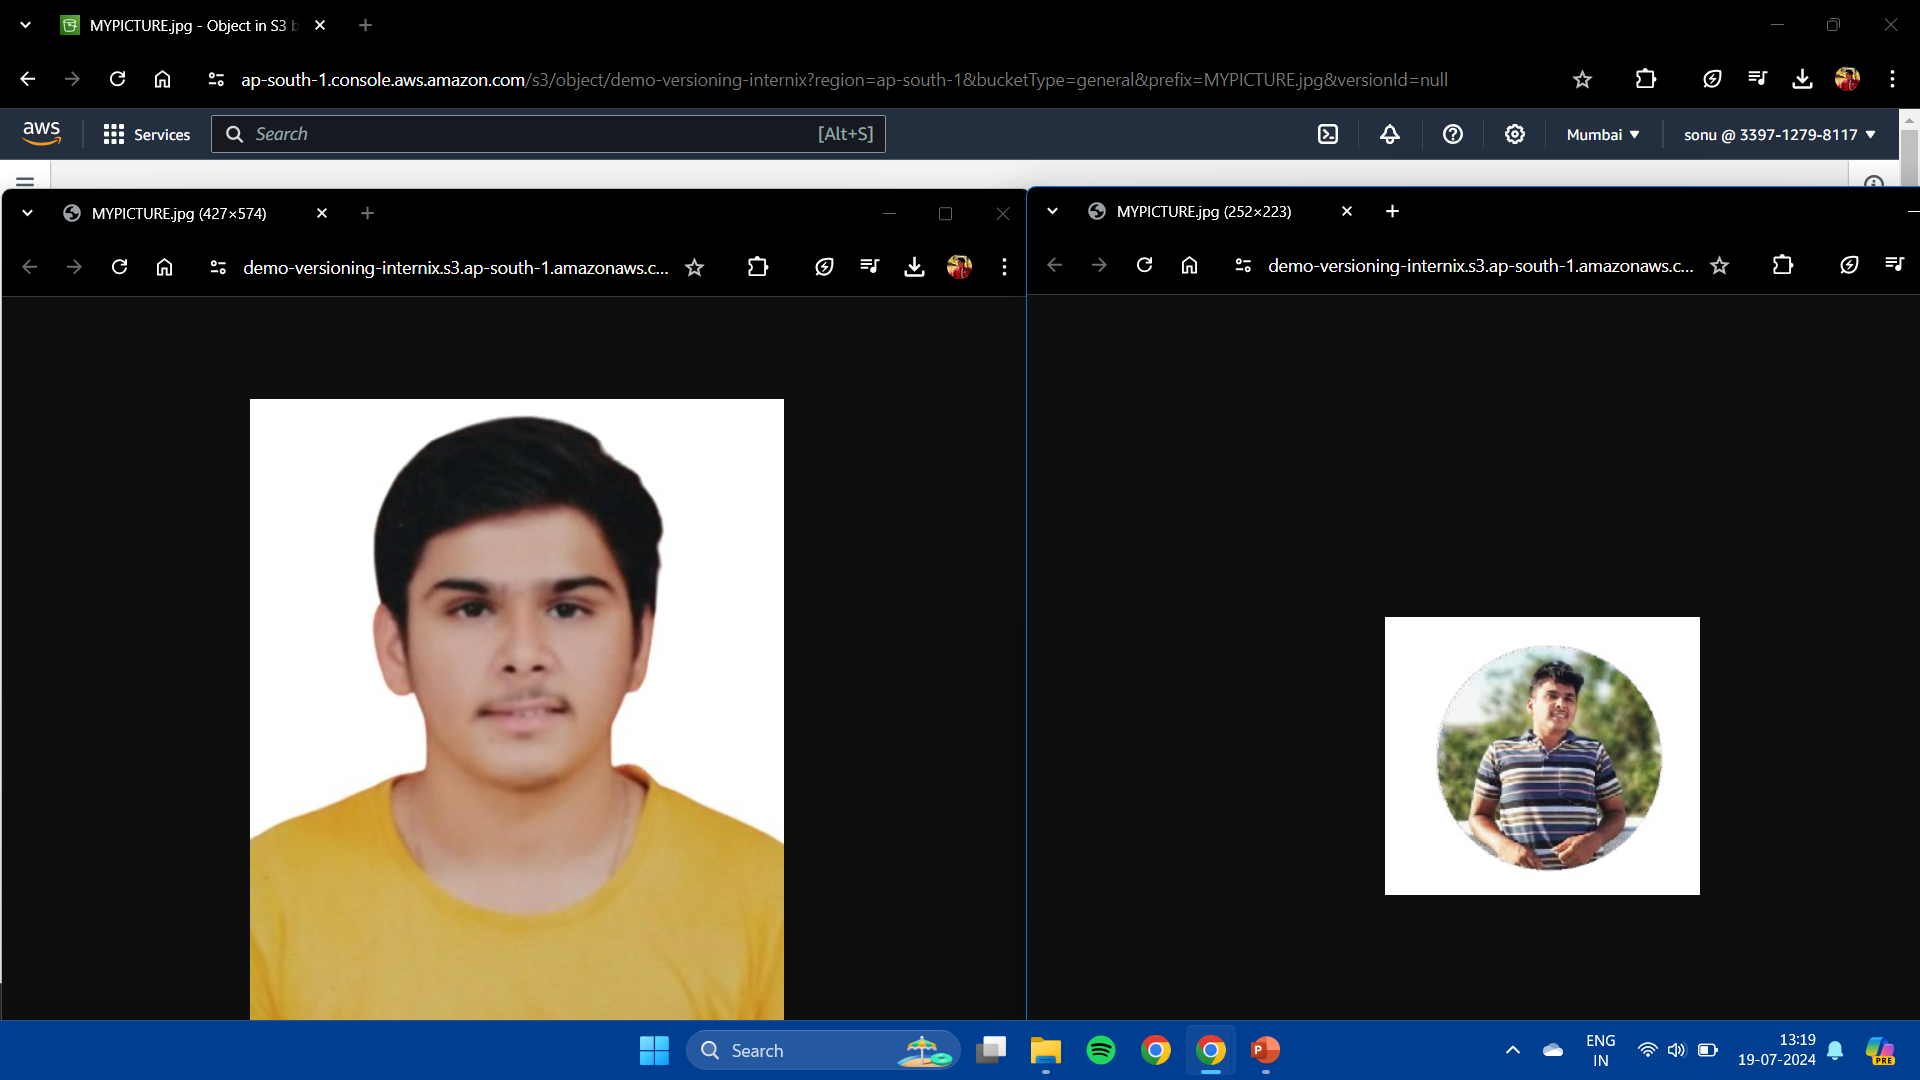 MYPICTURE.jpg - Object in S3 b
ap-south-1.console.aws.amazon.com/s3/object/demo-versioning-internix?region=ap-south-1&bucketType=general&prefix=MYPICTURE.jpg&versionId=null
aws Services Search [Alt+S] Mumbai sonu @ 3397-1279-8117
MYPICTURE.jpg (427×574)
demo-versioning-internix.s3.ap-south-1.amazonaws.c...
MYPICTURE.jpg (252×223)
demo-versioning-internix.s3.ap-south-1.amazonaws.c...
Search
P
ENG
IN
13:19
19-07-2024
PRE